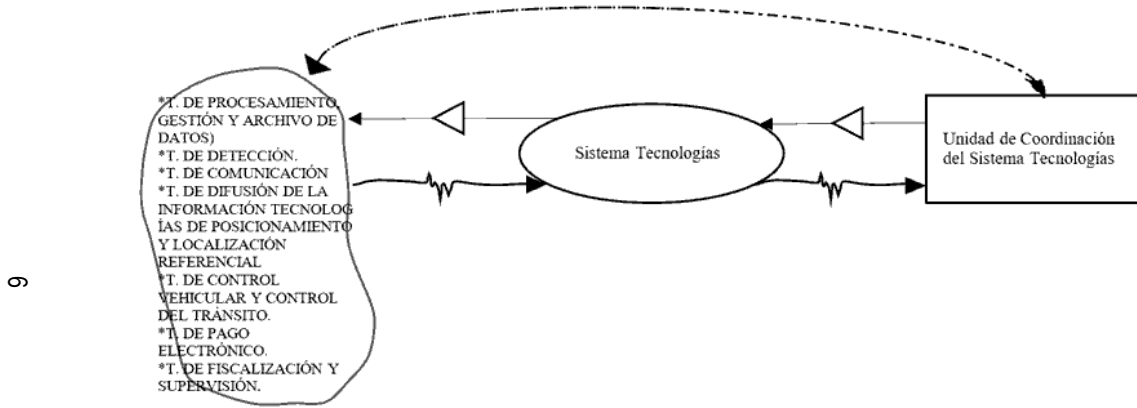 *T. DE PROCESAMIENTO,
GESTIÓN Y ARCHIVO DE
DATOS)
*T. DE DETECCIÓN.
*T. DE COMUNICACIÓN
*T. DE DIFUSIÓN DE LA
INFORMACIÓN TECNOLOG
ÍAS DE POSICIONAMIENTO
Y LOCALIZACIÓN
REFERENCIAL
*T. DE CONTROL
VEHICULAR Y CONTROL
DEL TRÁNSITO.
*T. DE PAGO
ELECTRÓNICO.
*T. DE FISCALIZACIÓN Y
SUPERVISIÓN.
Sistema Tecnologías
Unidad de Coordinación
del Sistema Tecnologías
9